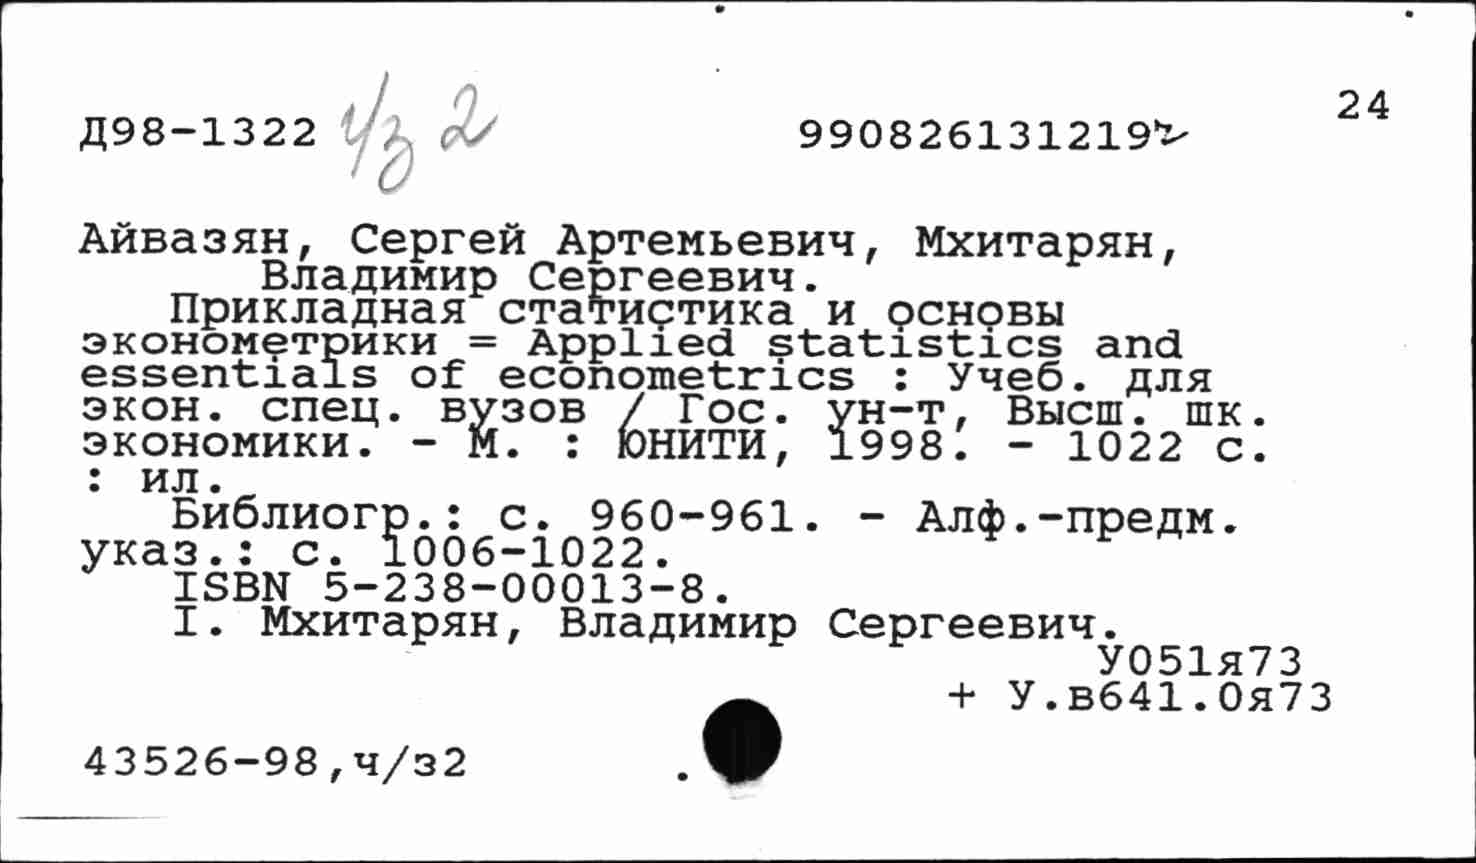 24
Д98-1322 ч/з 2 990826131219
Айвазян, Сергей Артемьевич, Мхитарян,
Владимир Сергеевич.
Прикладная статистика и основы
эконометрики = Applied statistics and
essentials of econometrics : Учеб. для
экон. спец. вузов / Гос. ун-т, Высш. шк.
экономики. - М. : ЮНИТИ, 1998. - 1022 с.
: ил.
Библиогр.: с. 960-961. - Алф.-предм.
указ.: с. 1006-1022.
ISBN 5-238-00013-8.
I. Мхитарян, Владимир Сергеевич.
У051я73
+ У.в641.0я73
43526-98,ч/з2